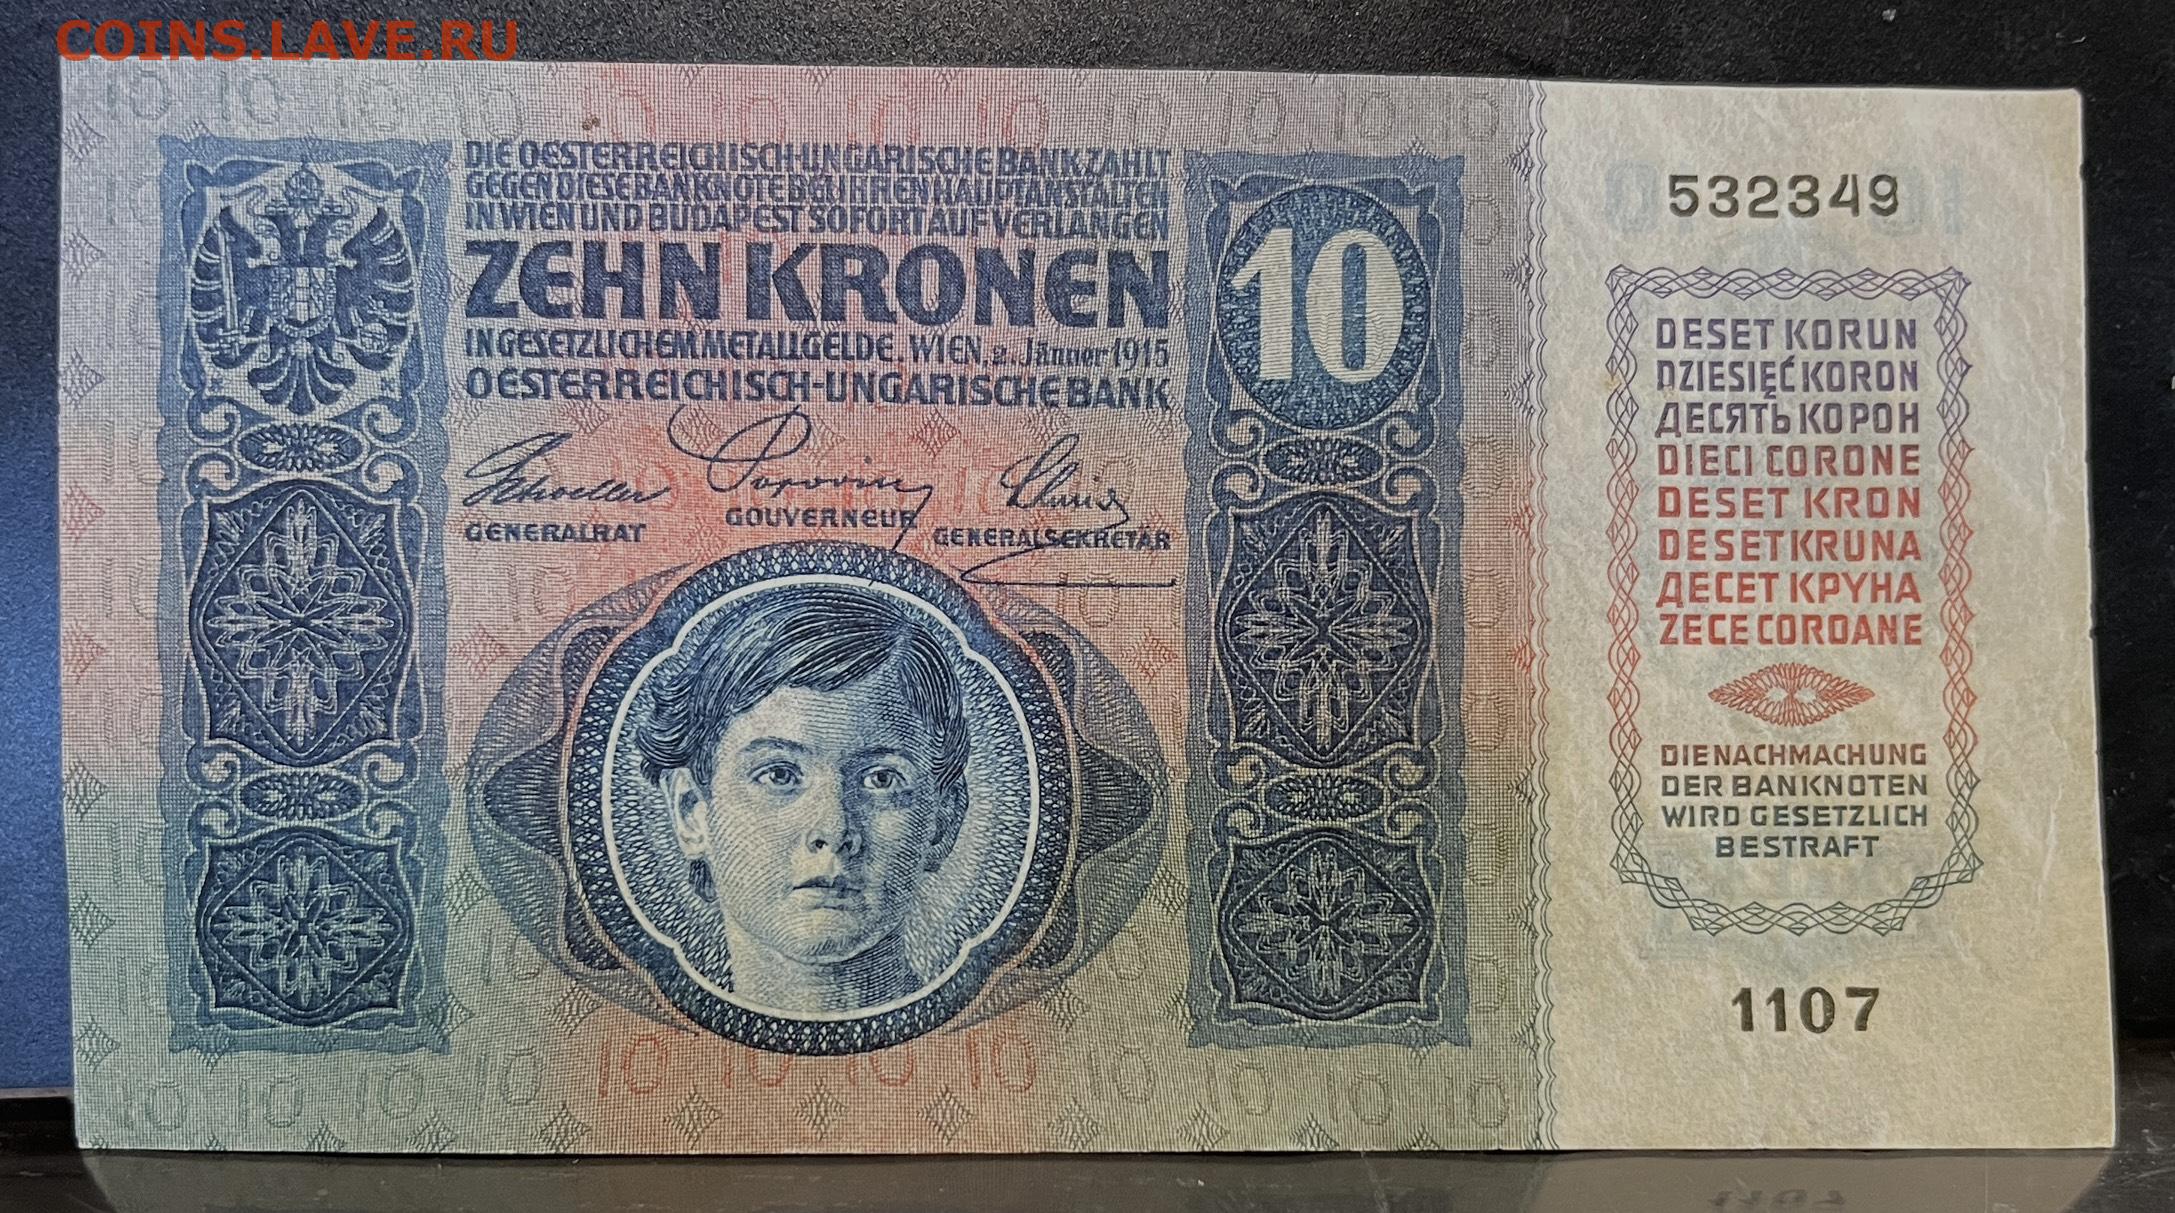 COINS.LAVE.RU
DIE OESTERREICHISCH-UNGARISCHE BANK ZAHLT
GEGEN DIESE BANKNOTE BEI IHREN HAUPTANSTALTEN
IN WIEN UND BUDAPEST SOFORT AUF VERLANGEN
ZEHN KRONEN
IN GESETZLICHEM METALLGELDE. WIEN, 2. Jänner 1915
OESTERREICHISCH-UNGARISCHE BANK
10
Schoeller
Popovics
GENERALRAT
GOUVERNEUR
GENERALSEKRETÄR
532349
DESET KORUN
DZIESIĘĆ KORON
ДЕСЯТЬ КОРОН
DIECI CORONE
DESET KRON
DESET KRUNA
ДЕСЕТ КРУНА
ZECE COROANE
DIE NACHMACHUNG
DER BANKNOTEN
WIRD GESETZLICH
BESTRAFT
1107